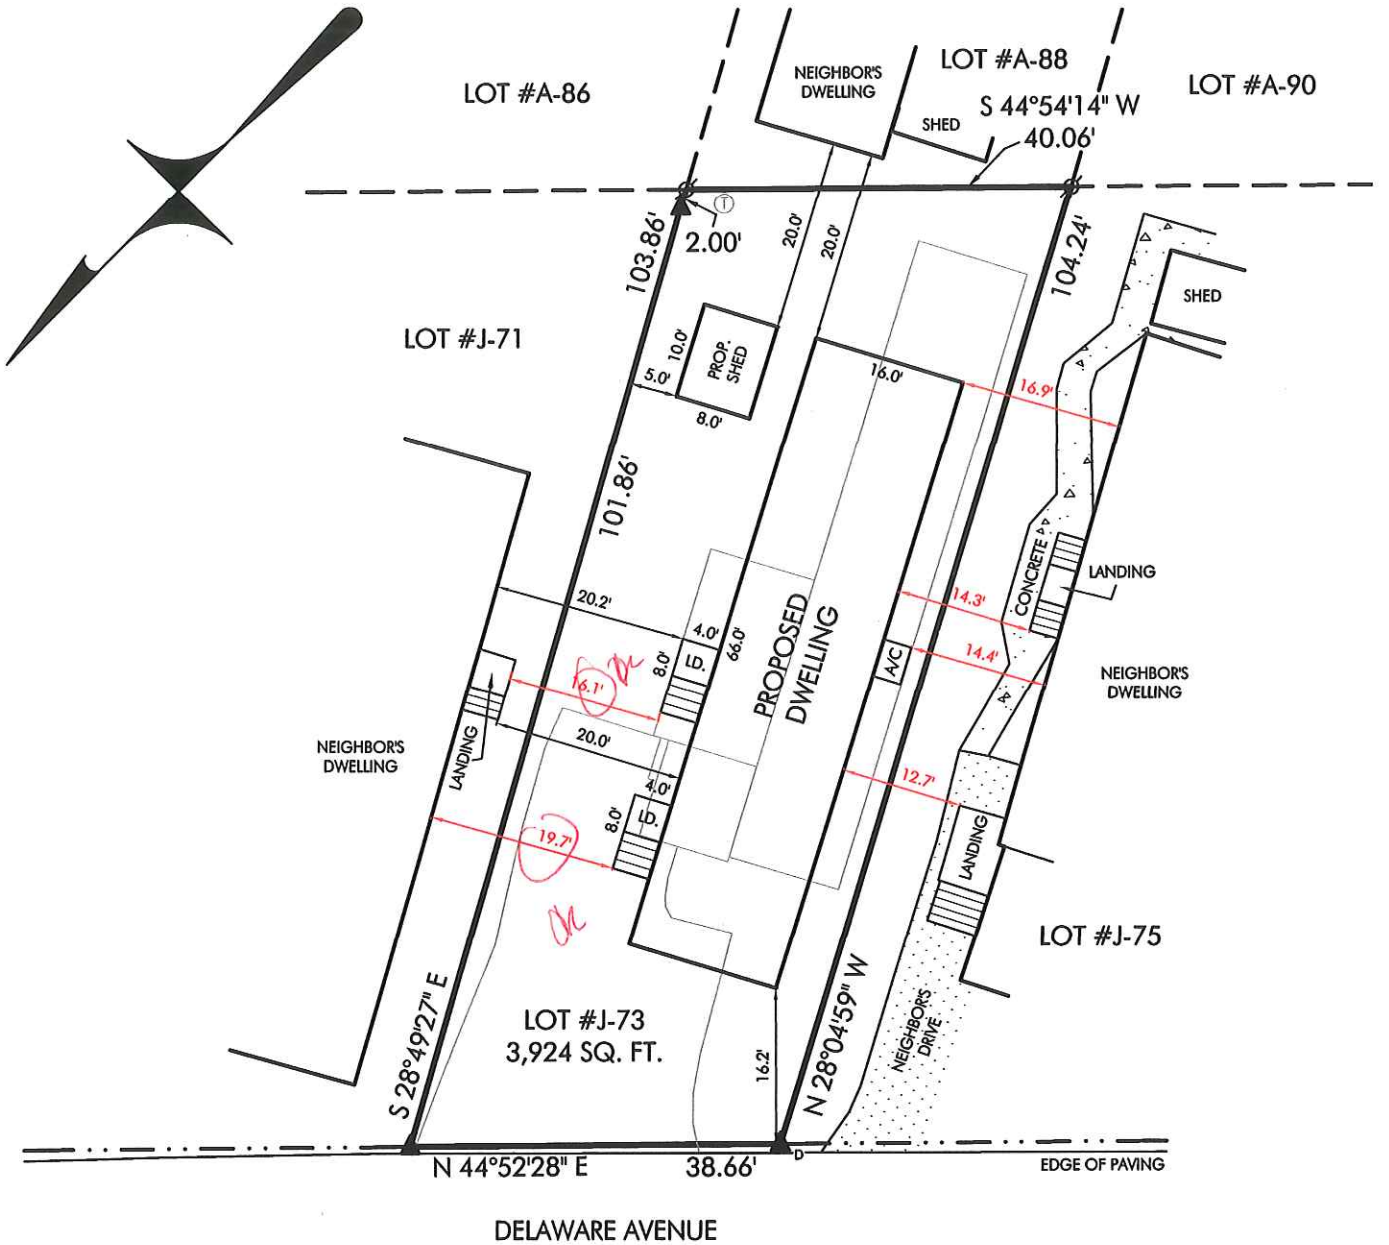 NEIGHBOR'S
DWELLING
LOT #A-88
LOT #A-86
LOT #A-90
S 44°54'14" W
40.06'
SHED
T
2.00'
103.86'
20.0'
20.0'
104.24'
SHED
LOT #J-71
10.0'
PROP.
SHED
5.0'
8.0'
16.0'
16.9'
101.86'
CONCRETE
LANDING
20.2'
4.0'
66.0'
14.3'
8.0'
LD.
PROPOSED
DWELLING
A/C
14.4'
16.1'
OK
NEIGHBOR'S
DWELLING
20.0'
NEIGHBOR'S
DWELLING
LANDING
4.0'
12.7'
8.0'
LD.
19.7'
LANDING
OK
LOT #J-75
S 28°49'27" E
LOT #J-73
3,924 SQ. FT.
16.2'
N 28°04'59" W
NEIGHBOR'S
DRIVE
N 44°52'28" E
38.66'
D
EDGE OF PAVING
DELAWARE AVENUE